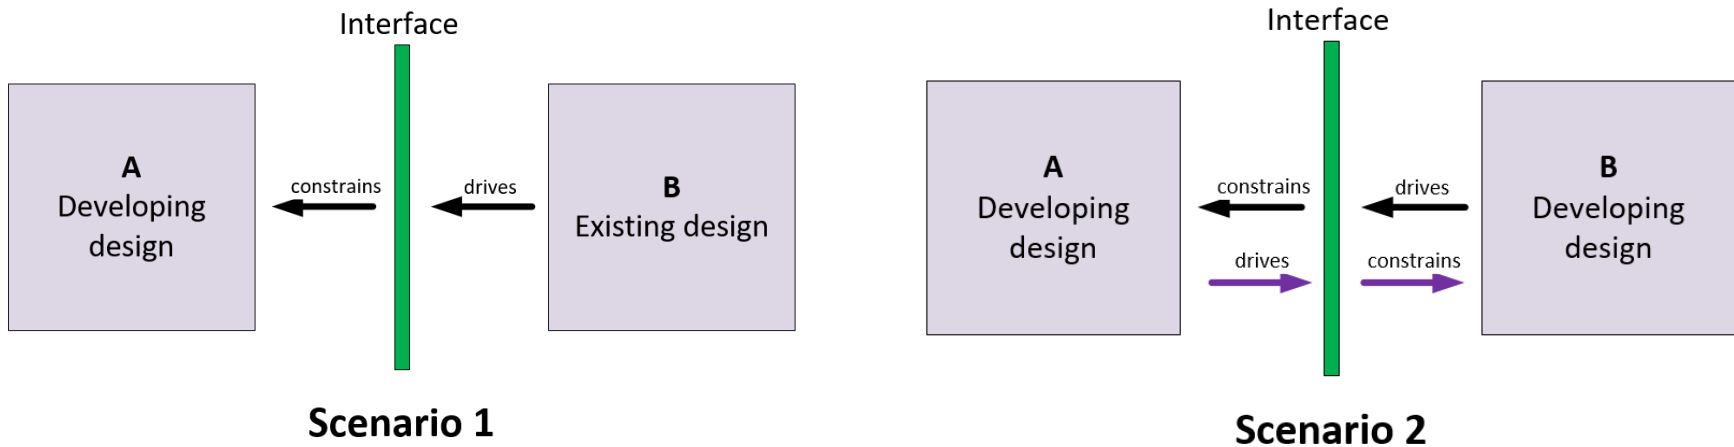 Interface
A
Developing
design
constrains
drives
B
Existing design
Scenario 1
Interface
A
Developing
design
constrains
drives
drives
constrains
B
Developing
design
Scenario 2